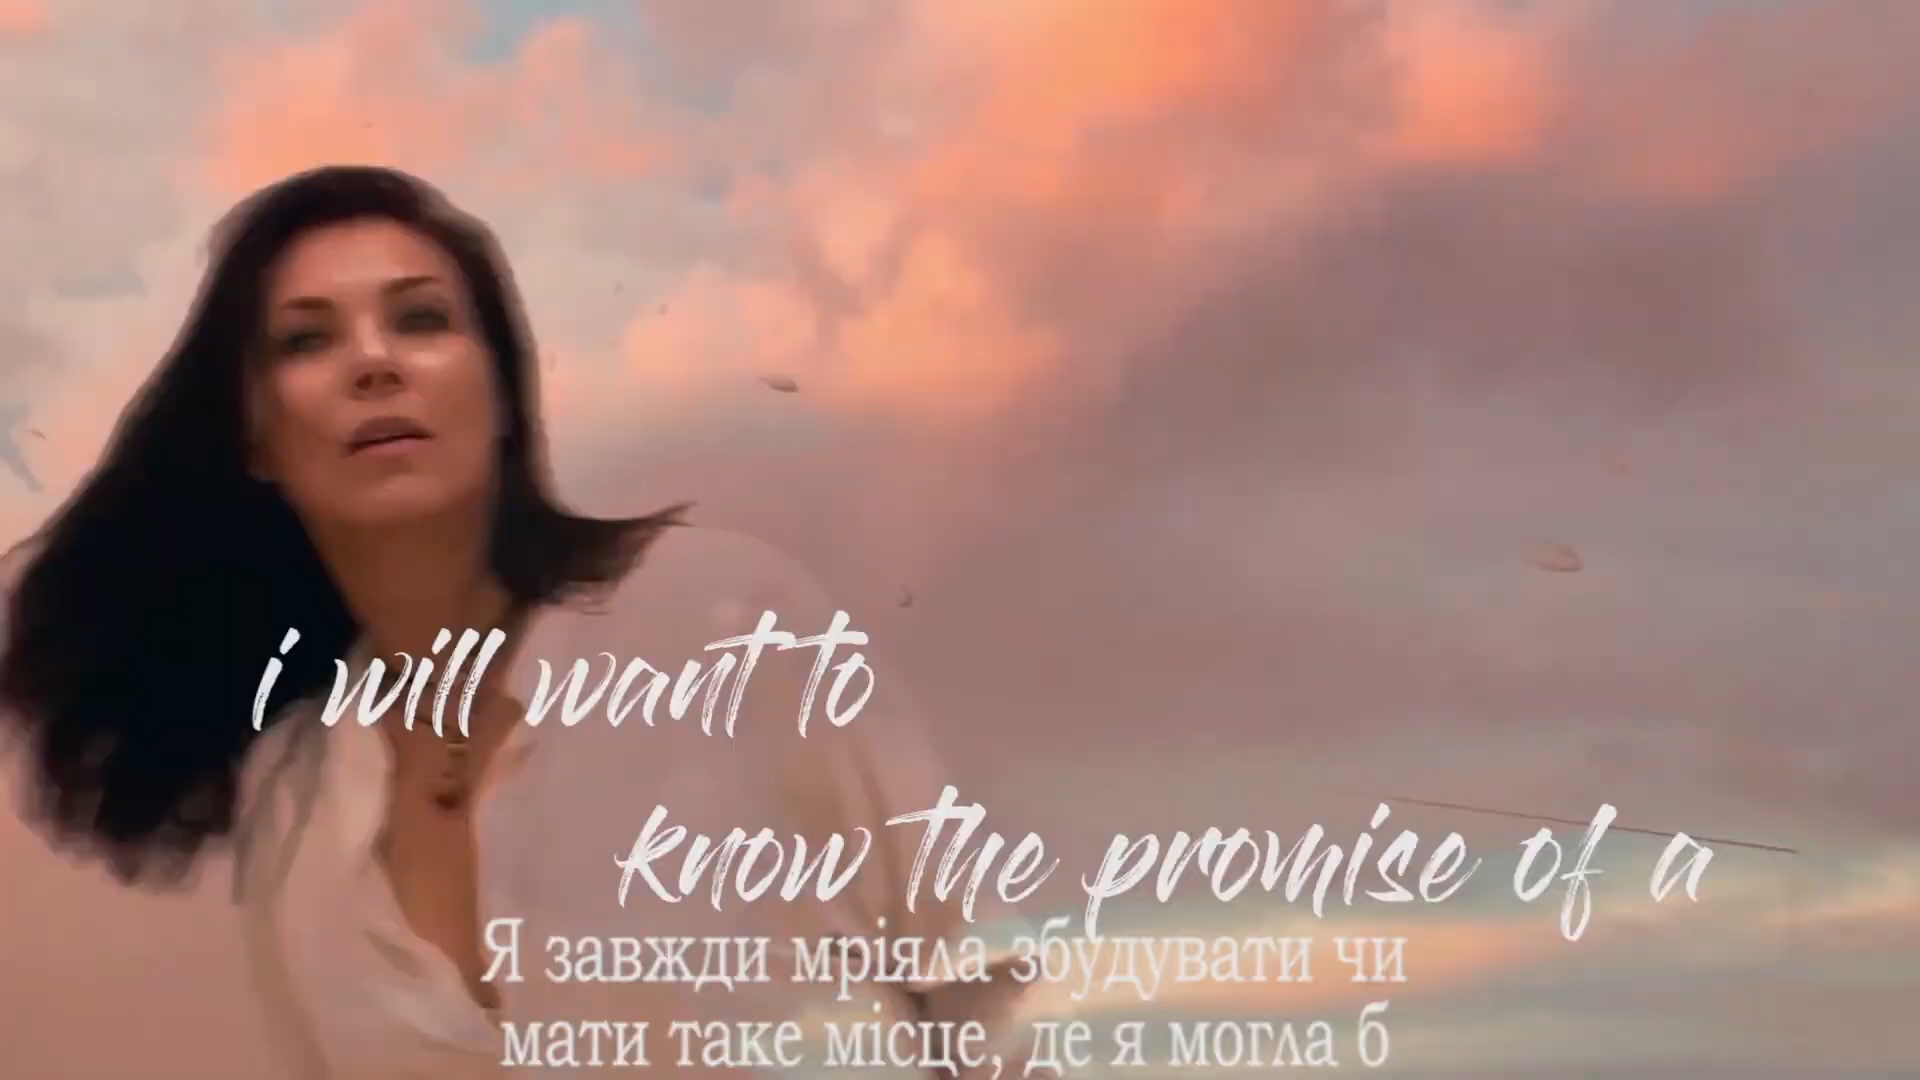 i will want to
know the promise of a
Я завжди мріяла збудувати чи
мати таке місце, де я могла б